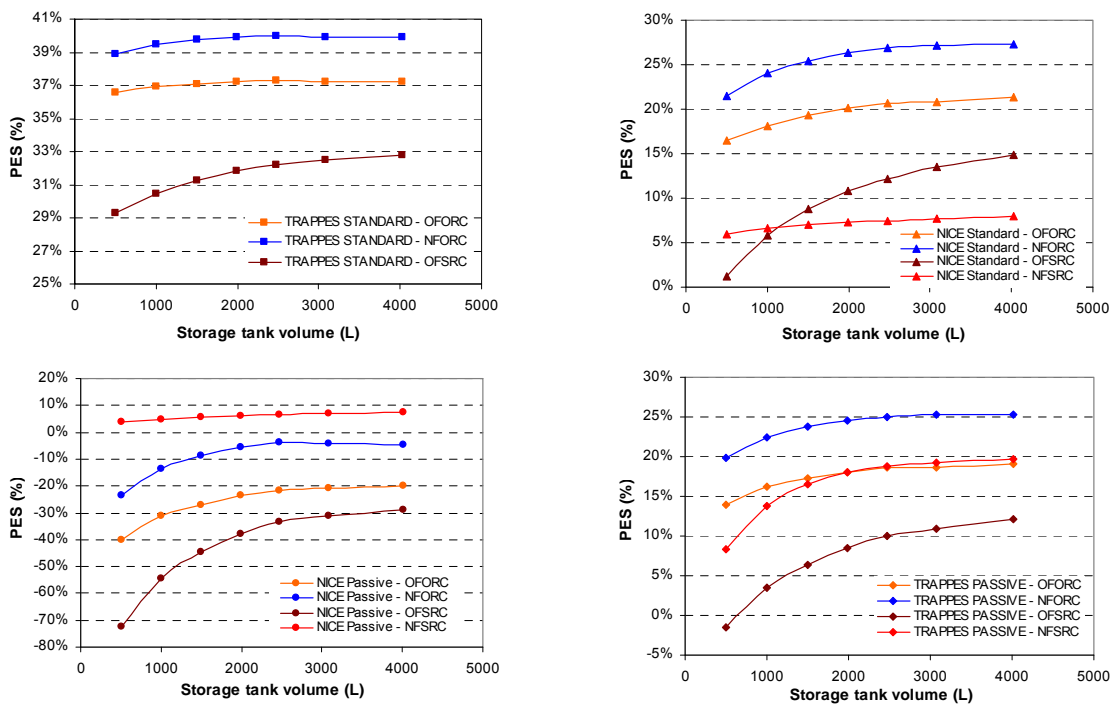 41%
39%
37%
35%
33%
31%
29%
27%
25%
PES (%)
0 1000 2000 3000 4000 5000
Storage tank volume (L)
TRAPPES STANDARD - OFORC
TRAPPES STANDARD - NFORC
TRAPPES STANDARD - OFSRC
30%
25%
20%
15%
10%
5%
0%
PES (%)
0 1000 2000 3000 4000 5000
Storage tank volume (L)
NICE Standard - OFORC
NICE Standard - NFORC
NICE Standard - OFSRC
NICE Standard - NFSRC
20%
10%
0%
-10%
-20%
-30%
-40%
-50%
-60%
-70%
-80%
PES (%)
0 1000 2000 3000 4000 5000
Storage tank volume (L)
NICE Passive - OFORC
NICE Passive - NFORC
NICE Passive - OFSRC
NICE Passive - NFSRC
30%
25%
20%
15%
10%
5%
0%
-5%
PES (%)
0 1000 2000 3000 4000 5000
Storage tank volume (L)
TRAPPES PASSIVE - OFORC
TRAPPES PASSIVE - NFORC
TRAPPES PASSIVE - OFSRC
TRAPPES PASSIVE - NFSRC